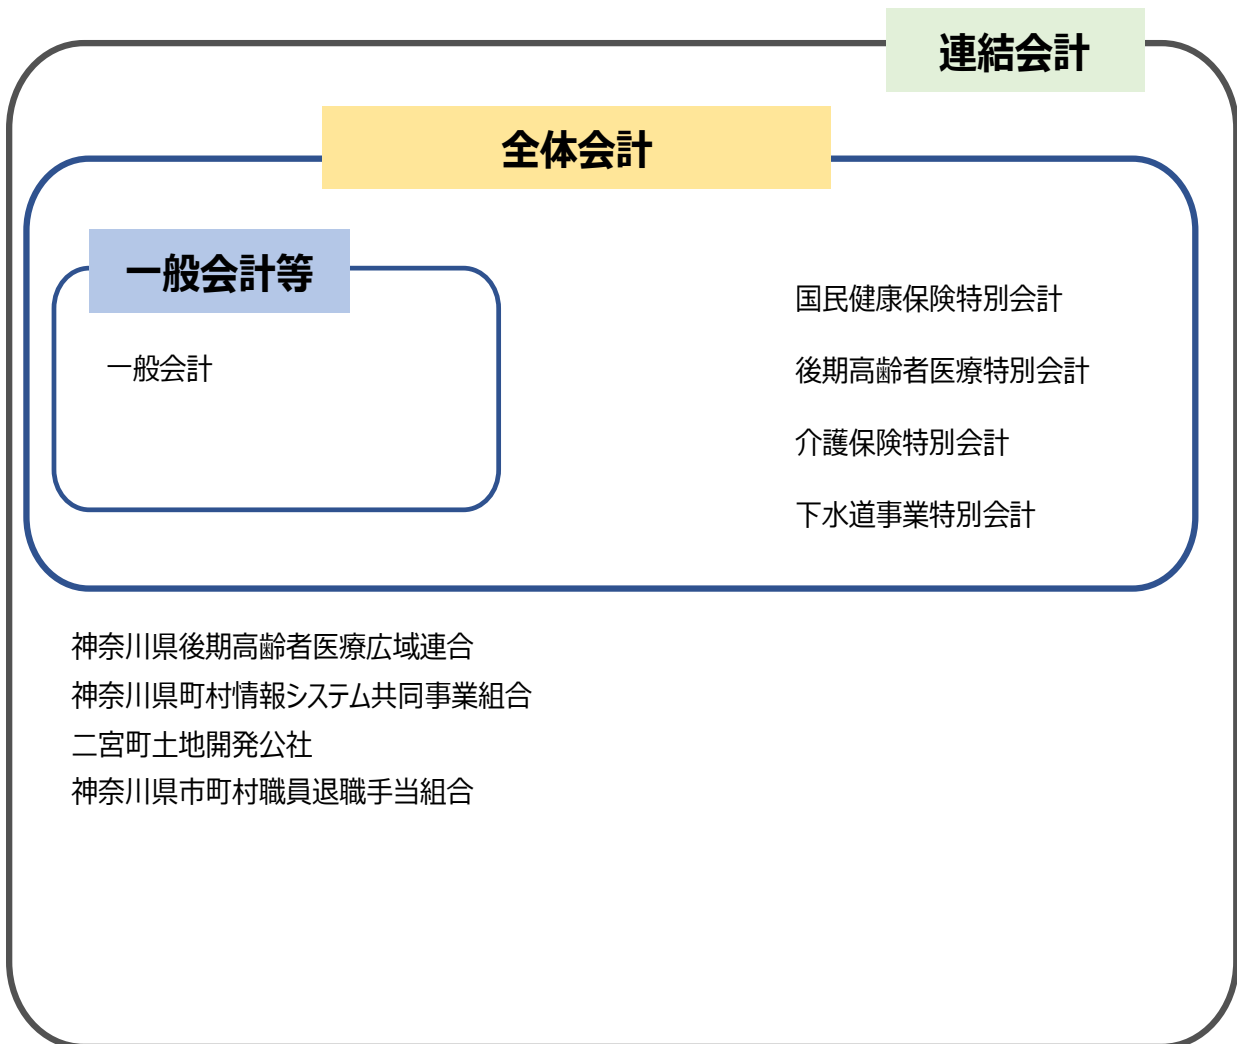 連結会計
全体会計
一般会計等
一般会計
国民健康保険特別会計
後期高齢者医療特別会計
介護保険特別会計
下水道事業特別会計
神奈川県後期高齢者医療広域連合
神奈川県町村情報システム共同事業組合
二宮町土地開発公社
神奈川県市町村職員退職手当組合